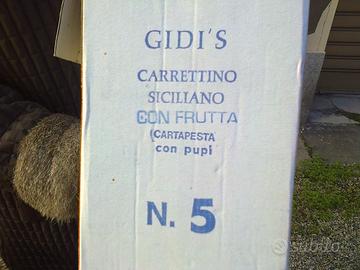 GIDI'S
CARRETTINO
SICILIANO
CON FRUTTA
(CARTAPESTA
con pupi
N. 5
subito